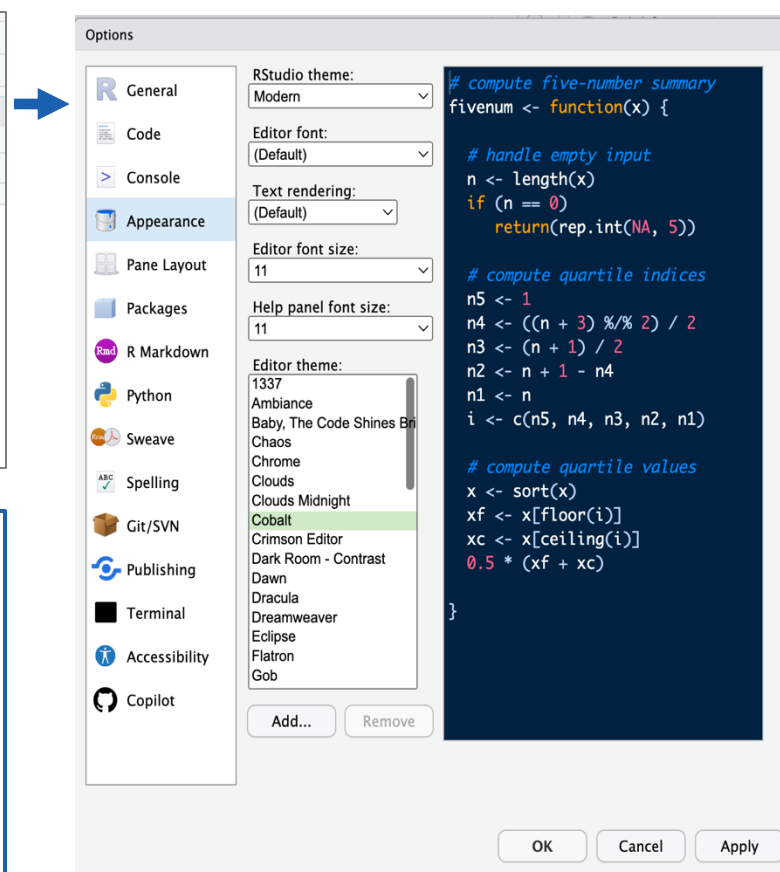 Options
General
Code
Console
Appearance
Pane Layout
Packages
Rmd R Markdown
Python
Sweave
ABC Spelling
Git/SVN
Publishing
Terminal
Accessibility
Copilot
RStudio theme:
Modern
Editor font:
(Default)
Text rendering:
(Default)
Editor font size:
11
Help panel font size:
11
Editor theme:
1337
Ambiance
Baby, The Code Shines Bri
Chaos
Chrome
Clouds
Clouds Midnight
Cobalt
Crimson Editor
Dark Room - Contrast
Dawn
Dracula
Dreamweaver
Eclipse
Flatron
Gob
Add...
Remove
# compute five-number summary
fivenum <- function(x) {
  # handle empty input
  n <- length(x)
  if (n == 0)
     return(rep.int(NA, 5))
  # compute quartile indices
  n5 <- 1
  n4 <- ((n + 3) %/% 2) / 2
  n3 <- (n + 1) / 2
  n2 <- n + 1 - n4
  n1 <- n
  i <- c(n5, n4, n3, n2, n1)
  # compute quartile values
  x <- sort(x)
  xf <- x[floor(i)]
  xc <- x[ceiling(i)]
  0.5 * (xf + xc)
}
OK
Cancel
Apply